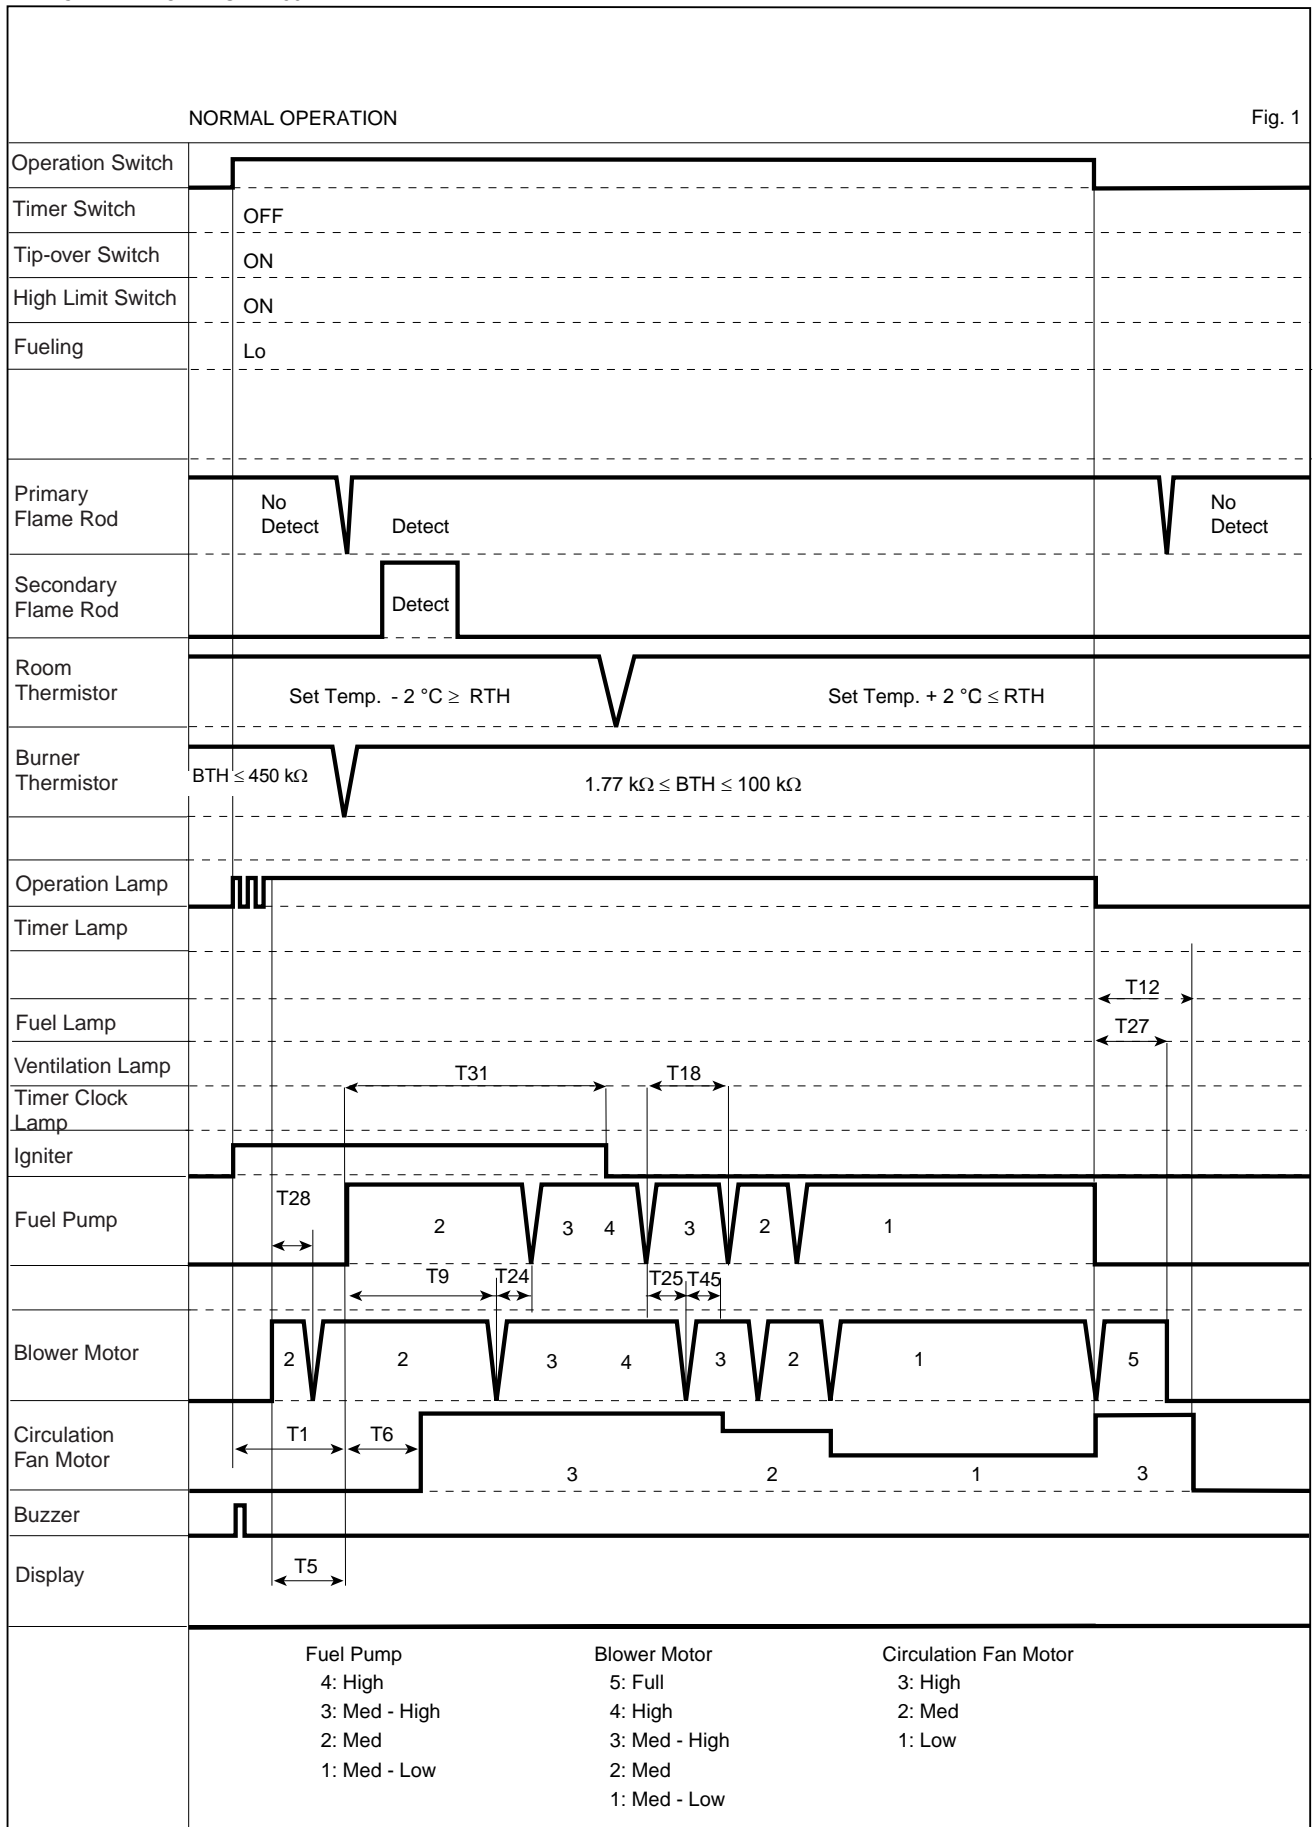 NORMAL OPERATION
Fig. 1
Operation Switch
Timer Switch
OFF
Tip-over Switch
ON
High Limit Switch
ON
Fueling
Lo
Primary
Flame Rod
No
Detect
Detect
No
Detect
Secondary
Flame Rod
Detect
Room
Thermistor
Set Temp. - 2 °C ≥ RTH
Set Temp. + 2 °C ≤ RTH
Burner
Thermistor
BTH ≤ 450 kΩ
1.77 kΩ ≤ BTH ≤ 100 kΩ
Operation Lamp
Timer Lamp
T12
Fuel Lamp
T27
Ventilation Lamp
T31
T18
Timer Clock
Lamp
Igniter
T28
Fuel Pump
2
3
4
3
2
1
T9
T24
T25
T45
Blower Motor
2
2
3
4
3
2
1
5
Circulation
Fan Motor
T1
T6
3
2
1
3
Buzzer
Display
T5
Fuel Pump
4: High
3: Med - High
2: Med
1: Med - Low
Blower Motor
5: Full
4: High
3: Med - High
2: Med
1: Med - Low
Circulation Fan Motor
3: High
2: Med
1: Low